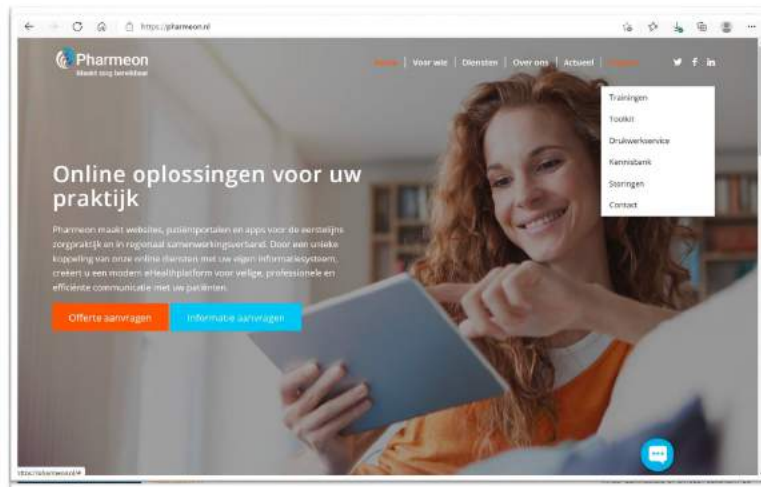 https://pharmeon.nl
Pharmeon
Maakt zorg bereikbaar
Home | Voor wie | Diensten | Over ons | Actueel |
Trainingen
Toolkit
Drukwerkservice
Kennisbank
Storingen
Contact
Online oplossingen voor uw
praktijk
Pharmeon maakt websites, patiëntportalen en apps voor de eerstelijns
zorgpraktijk en in regionaal samenwerkingsverband. Door een unieke
koppeling van onze online diensten met uw eigen informatiesysteem,
creëert u een modern eHealthplatform voor veilige, professionele en
efficiënte communicatie met uw patiënten.
Offerte aanvragen
Informatie aanvragen
https://pharmeon.nl/#